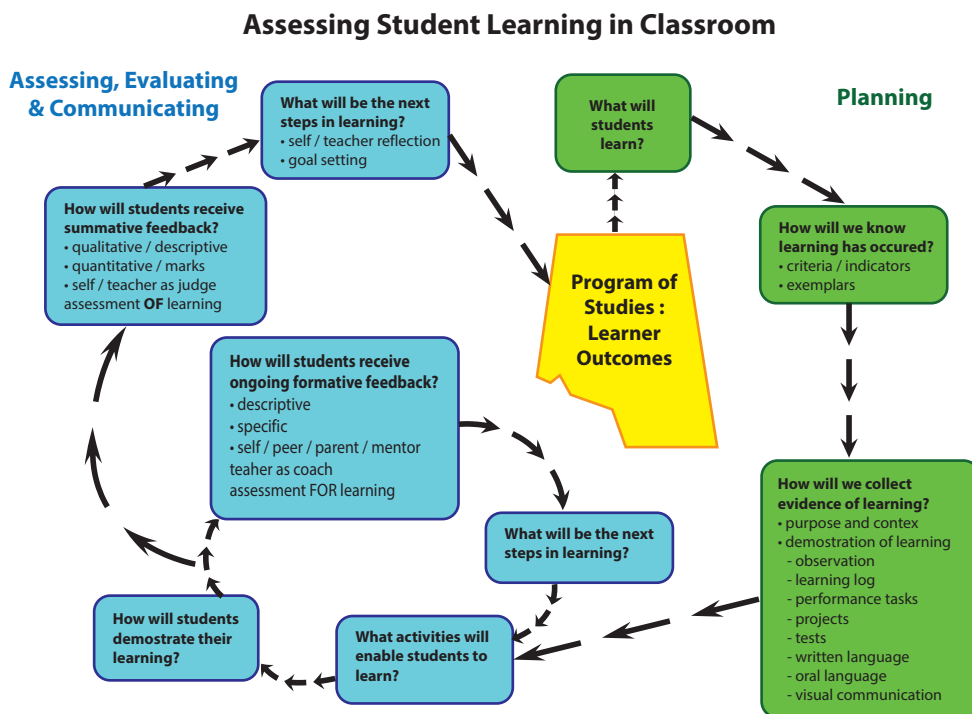 Assessing Student Learning in Classroom
Assessing, Evaluating
& Communicating
Planning
What will be the next
steps in learning?
• self / teacher reflection
• goal setting
What will
students
learn?
How will students receive
summative feedback?
• qualitative / descriptive
• quantitative / marks
• self / teacher as judge
assessment OF learning
How will we know
learning has occured?
• criteria / indicators
• exemplars
Program of
Studies :
Learner
Outcomes
How will students receive
ongoing formative feedback?
• descriptive
• specific
• self / peer / parent / mentor
teaher as coach
assessment FOR learning
How will we collect
evidence of learning?
• purpose and contex
• demostration of learning
- observation
- learning log
- performance tasks
- projects
- tests
- written language
- oral language
- visual communication
What will be the next
steps in learning?
How will students
demostrate their
learning?
What activities will
enable students to
learn?